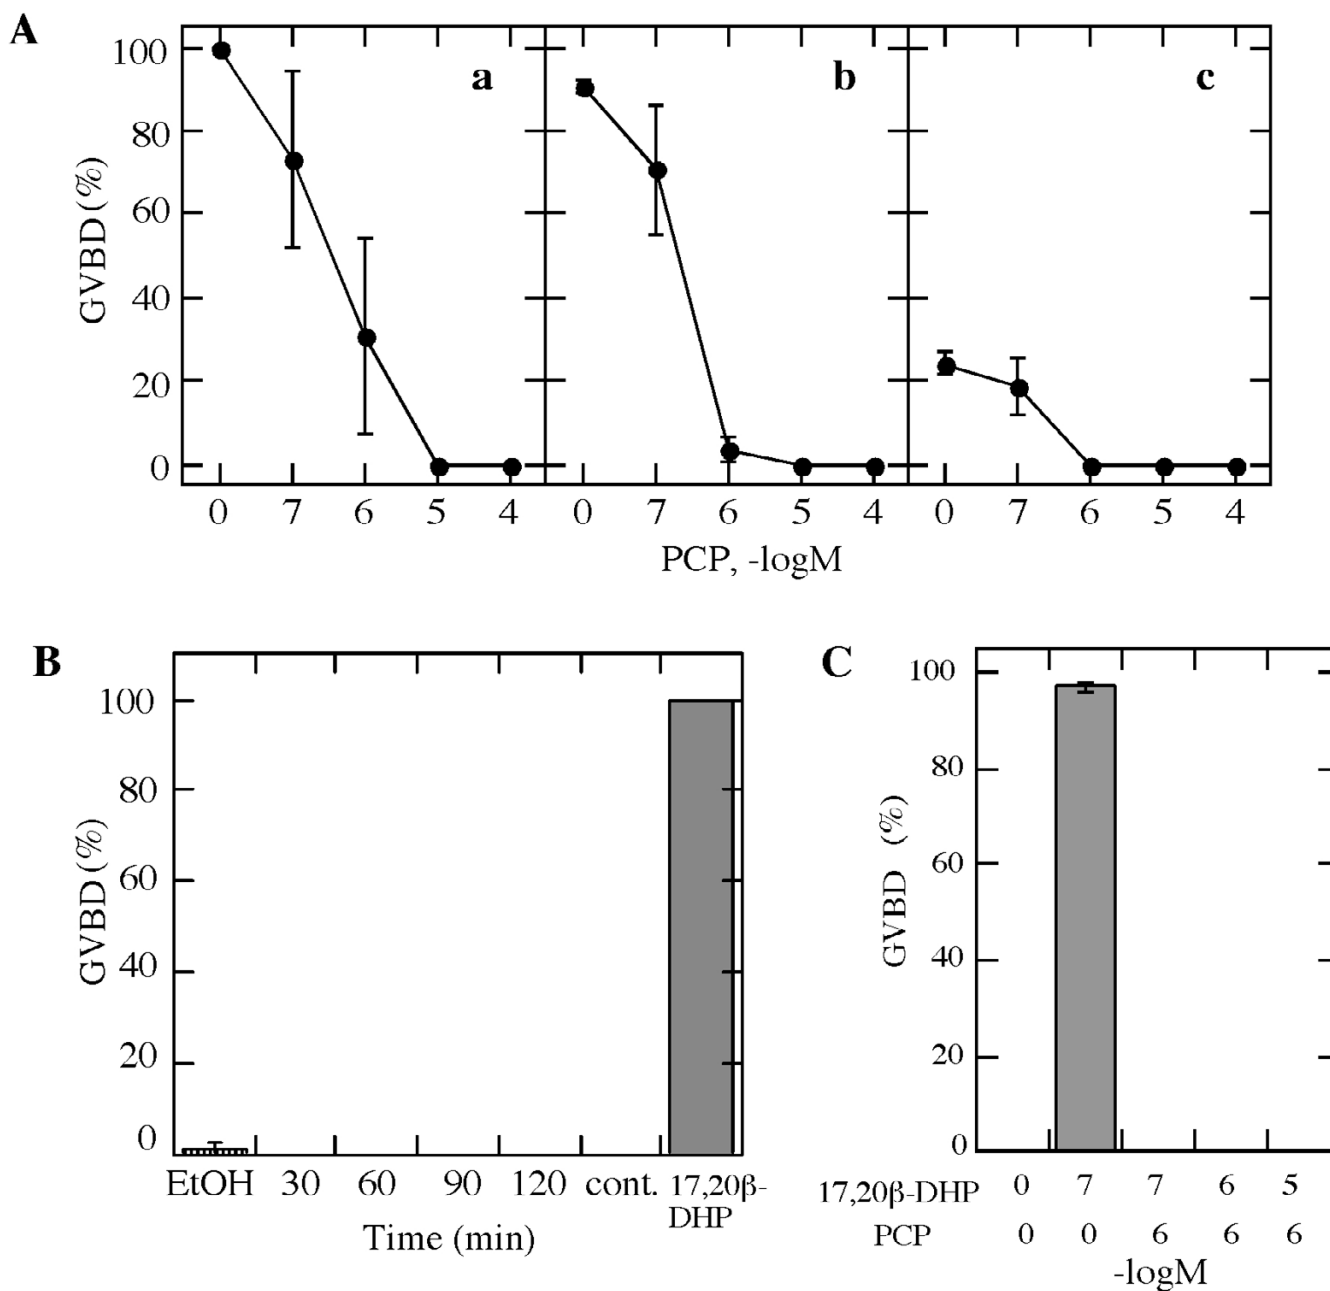 A
a b c
100
80
60
40
20
0
GVBD (%)
0 7 6 5 4 0 7 6 5 4 0 7 6 5 4
PCP, -logM
B
100
80
60
40
20
0
GVBD (%)
EtOH 30 60 90 120 cont. 17,20β-
DHP
Time (min)
C
100
80
60
40
20
0
GVBD (%)
17,20β-DHP 0 7 7 6 5
PCP 0 0 6 6 6
-logM